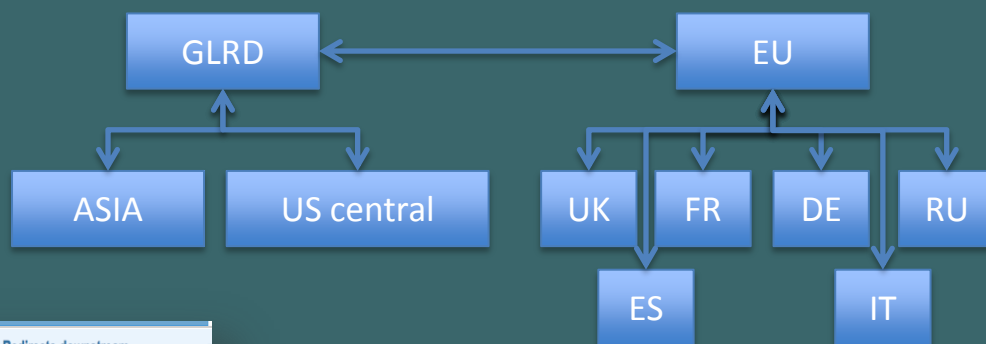 GLRD
EU
ASIA
US central
UK
FR
DE
RU
ES
IT